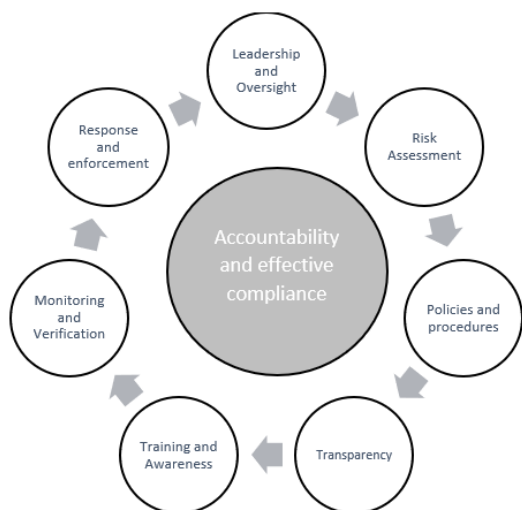 Leadership
and
Oversight
Risk
Assessment
Policies and
procedures
Transparency
Training and
Awareness
Monitoring
and
Verification
Response
and
enforcement
Accountability
and effective
compliance